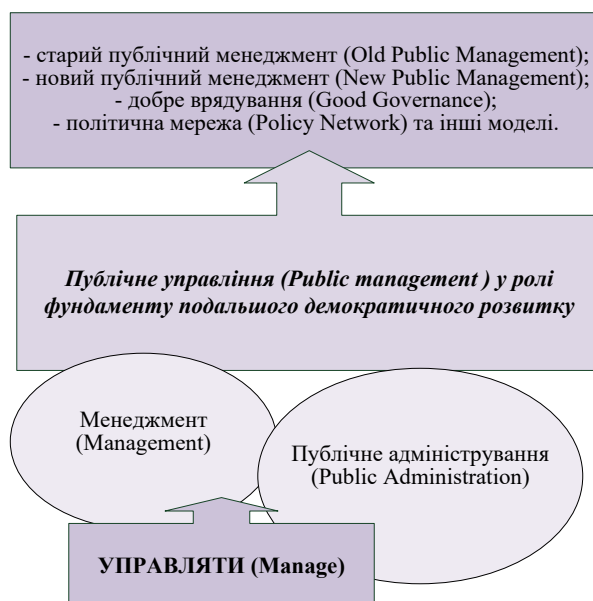 - старий публічний менеджмент (Old Public Management);
- новий публічний менеджмент (New Public Management);
- добре врядування (Good Governance);
- політична мережа (Policy Network) та інші моделі.
Публічне управління (Public management ) у ролі
фундаменту подальшого демократичного розвитку
Менеджмент
(Management)
Публічне адміністрування
(Public Administration)
УПРАВЛЯТИ (Manage)